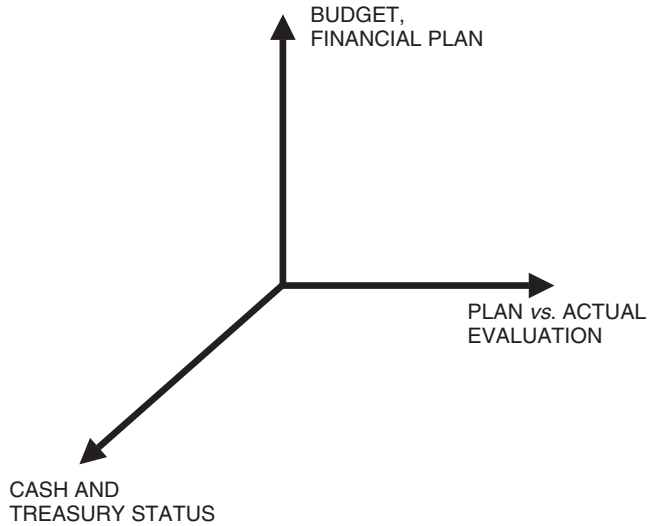 BUDGET,
FINANCIAL PLAN
PLAN vs. ACTUAL
EVALUATION
CASH AND
TREASURY STATUS